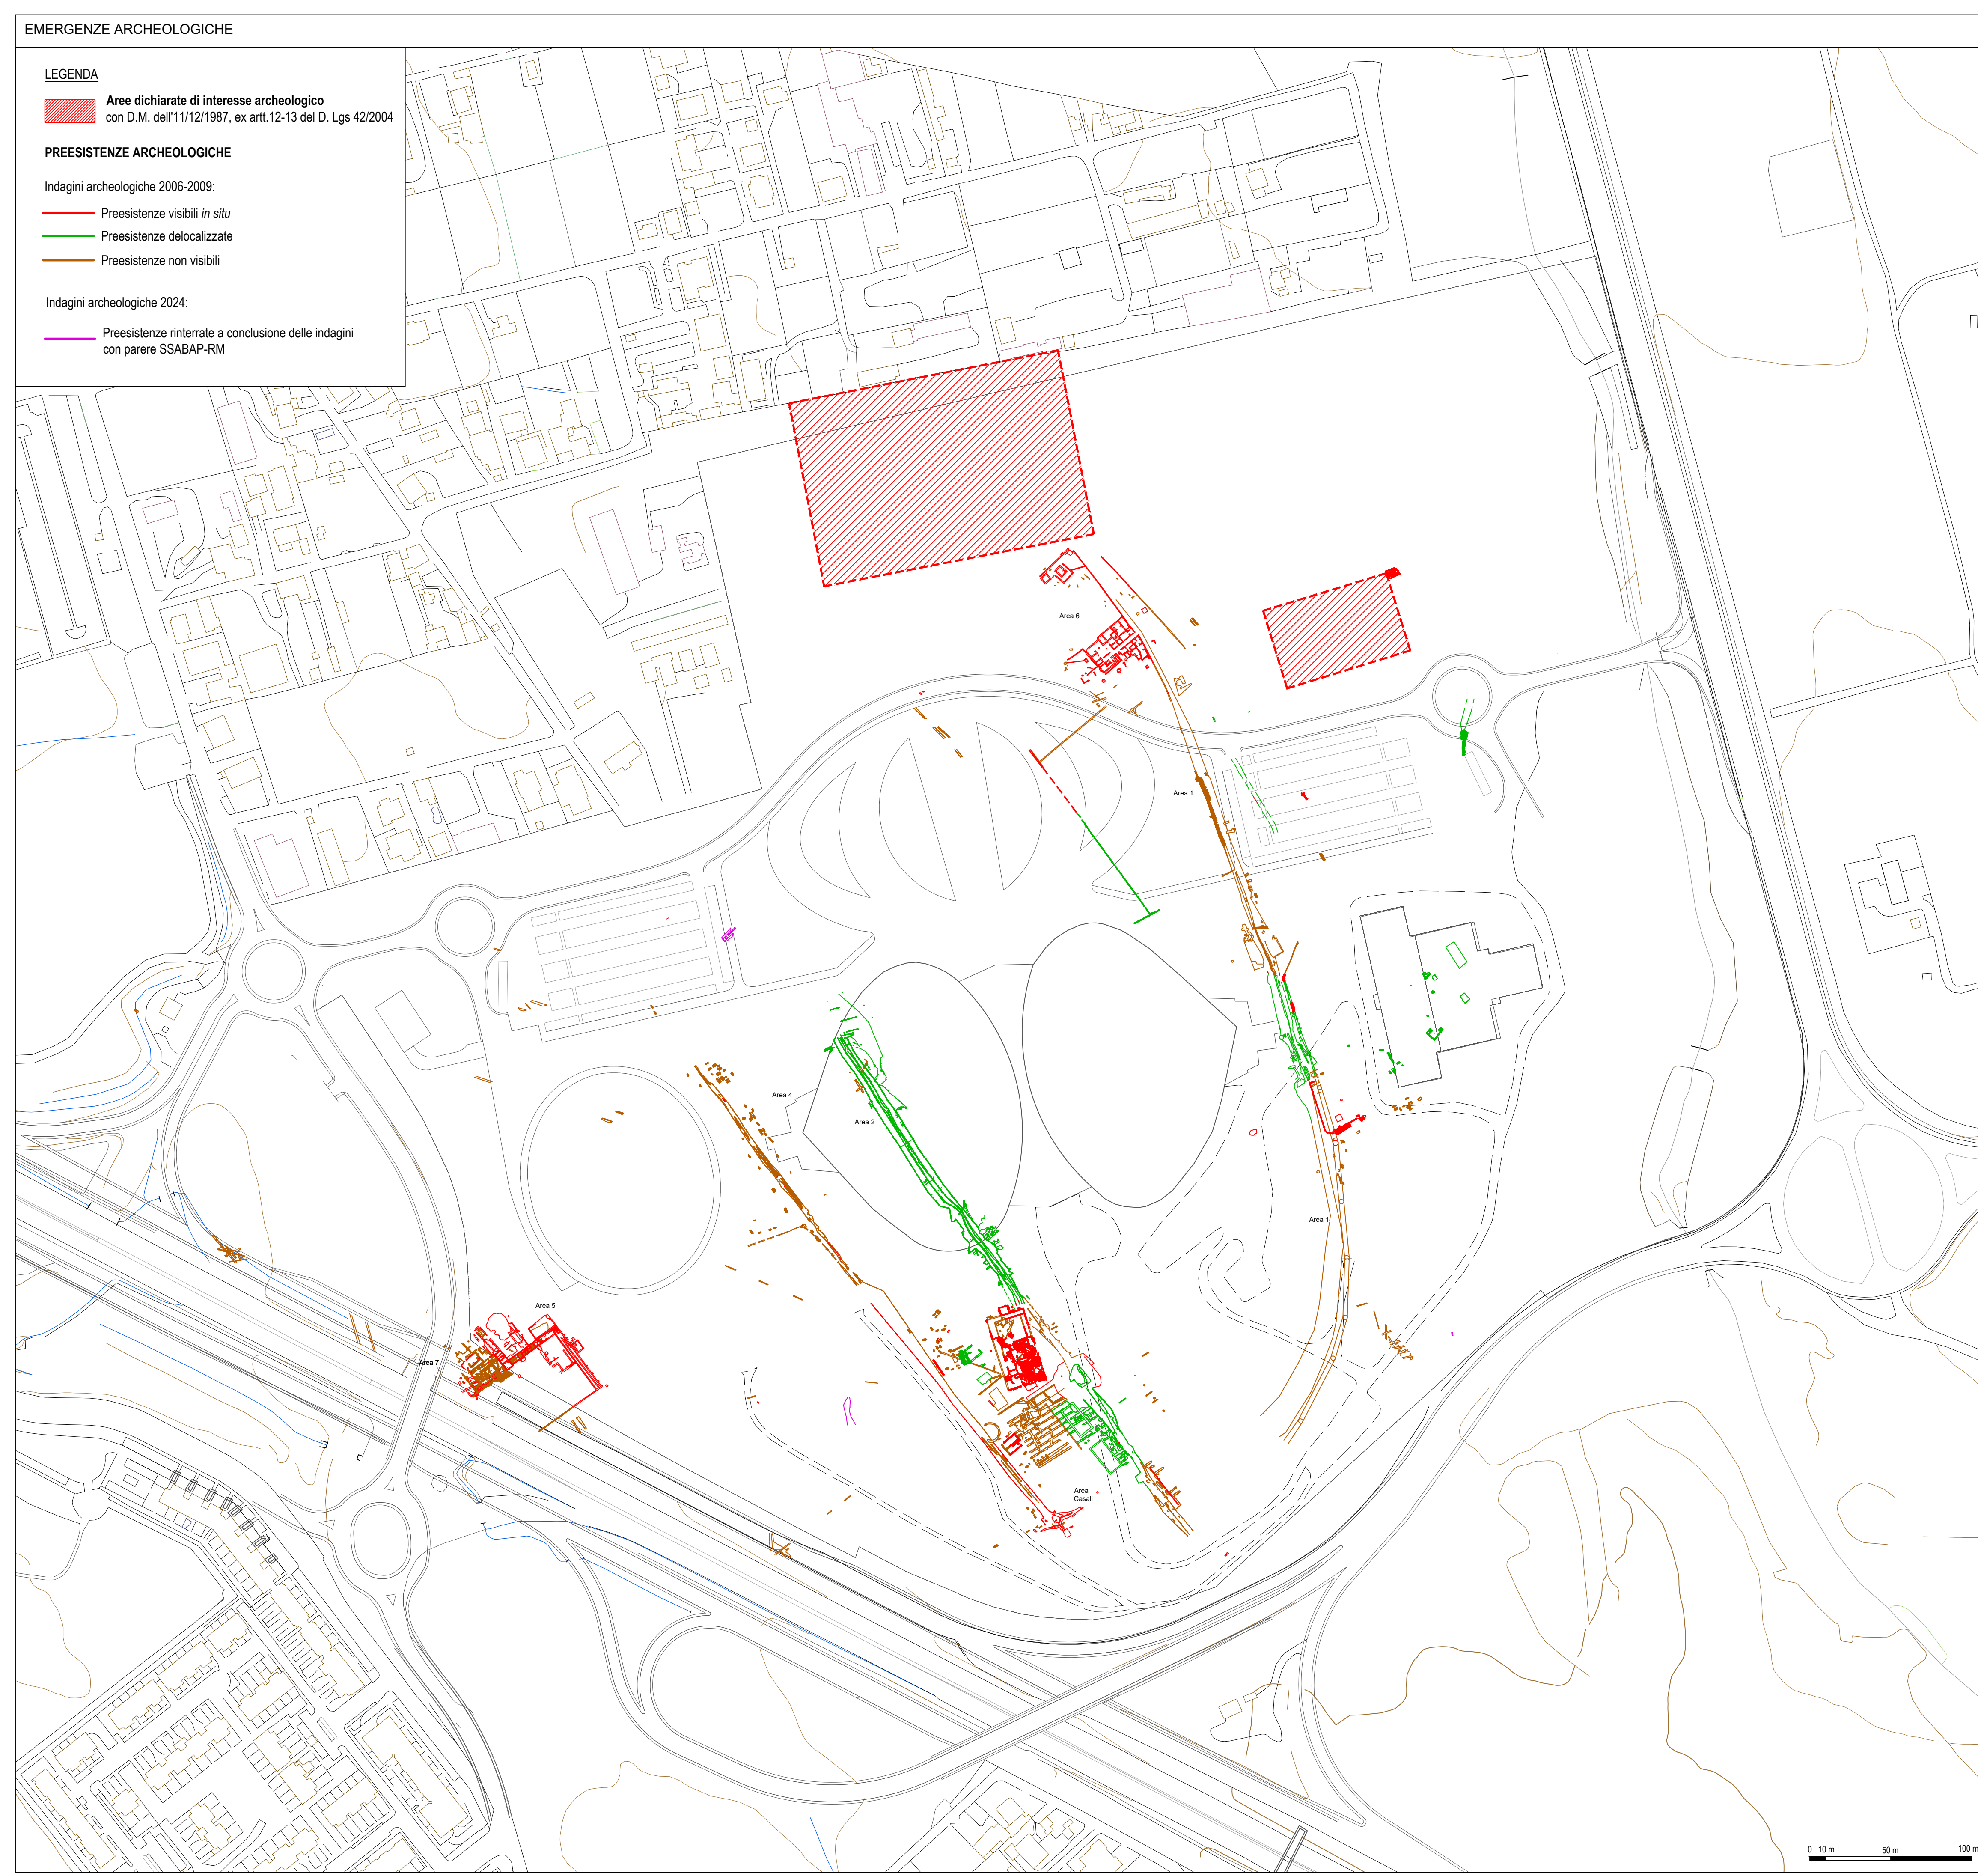 EMERGENZE ARCHEOLOGICHE
LEGENDA
Aree dichiarate di interesse archeologico
con D.M. dell'11/12/1987, ex artt.12-13 del D. Lgs 42/2004
PREESISTENZE ARCHEOLOGICHE
Indagini archeologiche 2006-2009:
Preesistenze visibili in situ
Preesistenze delocalizzate
Preesistenze non visibili
Indagini archeologiche 2024:
Preesistenze rinterrate a conclusione delle indagini
con parere SSABAP-RM
Area 6
Area 1
Area 4
Area 2
Area 1
Area 5
Area 7
Area
Casali
0 10 m 50 m 100 m